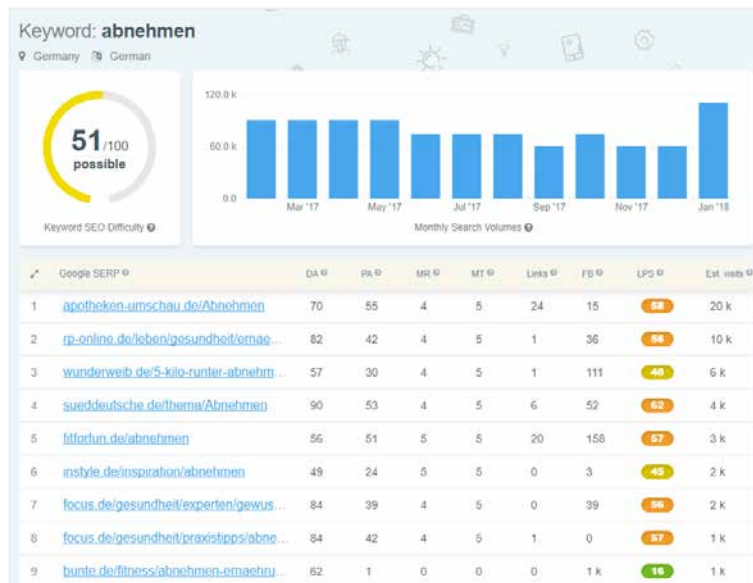 Keyword: abnehmen
Germany German
51/100
possible
Keyword SEO Difficulty
120.0 k
60.0 k
0.0
Mar '17 May '17 Jul '17 Sep '17 Nov '17 Jan '18
Monthly Search Volumes
Google SERP DA PA MR MT Links FB LPS Est. visits
1 apotheken-umschau.de/Abnehmen 70 55 4 5 24 15 58 20 k
2 rp-online.de/leben/gesundheit/ernae... 82 42 4 5 1 36 56 10 k
3 wunderweib.de/5-kilo-runter-abnehm... 57 30 4 5 1 111 48 6 k
4 sueddeutsche.de/thema/Abnehmen 90 53 4 5 6 52 62 4 k
5 fitforfun.de/abnehmen 56 51 5 5 20 158 57 3 k
6 instyle.de/inspiration/abnehmen 49 24 5 5 0 3 45 2 k
7 focus.de/gesundheit/experten/gewus... 84 39 4 5 0 39 56 2 k
8 focus.de/gesundheit/praxistipps/abne... 84 42 4 5 1 0 57 1 k
9 bunte.de/fitness/abnehmen-ernaehru... 62 1 0 0 0 1 k 16 1 k